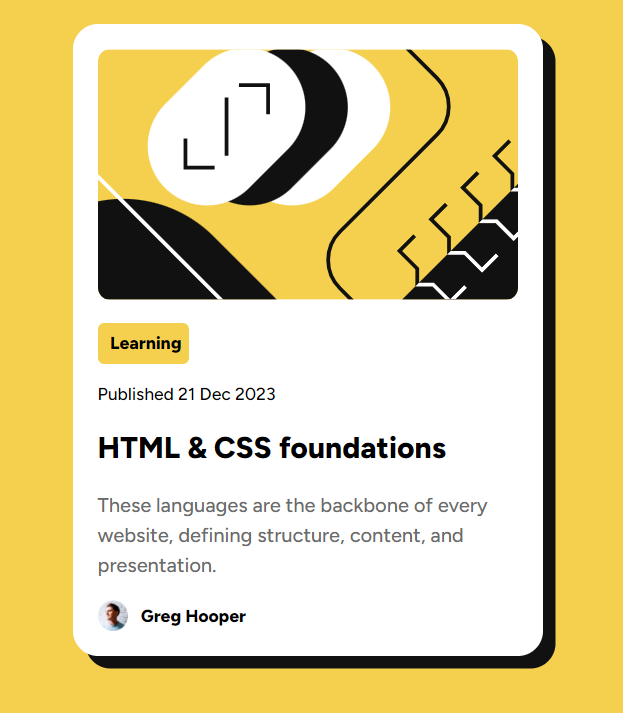 Learning
Published 21 Dec 2023
HTML & CSS foundations
These languages are the backbone of every
website, defining structure, content, and
presentation.
Greg Hooper